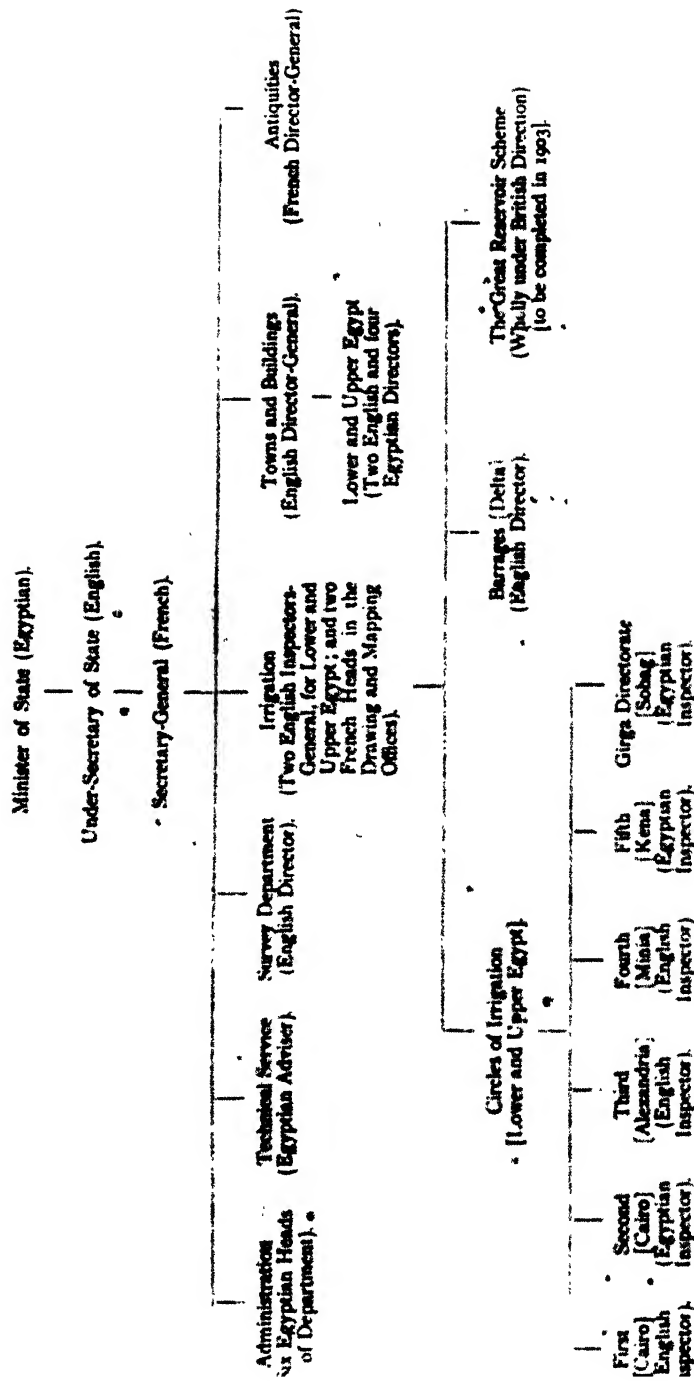 Minister of State (Egyptian).
Under-Secretary of State (English).
Secretary-General (French).
Administration
Six Egyptian Heads
of Department).
Technical Service
(Egyptian Adviser).
Survey Department
(English Director).
Irrigation
(Two English Inspectors-
General, for Lower and
Upper Egypt; and two
French Heads in the
Drawing and Mapping
Offices).
Towns and Buildings
(English Director-General).
Lower and Upper Egypt
(Two English and four
Egyptian Directors).
Antiquities
(French Director-General)
Circles of Irrigation
[Lower and Upper Egypt].
Barrages [Delta]
(English Director).
The Great Reservoir Scheme
(Wholly under British Direction)
[to be completed in 1903].
First
[Cairo]
English
nspector).
Second
[Cairo]
(Egyptian
Inspector).
Third
[Alexandria]
(English
Inspector).
Fourth
[Minia]
(English
Inspector)
Fifth
[Kena]
(Egyptian
Inspector).
Girga Directorate
[Sohag]
(Egyptian
Inspector).